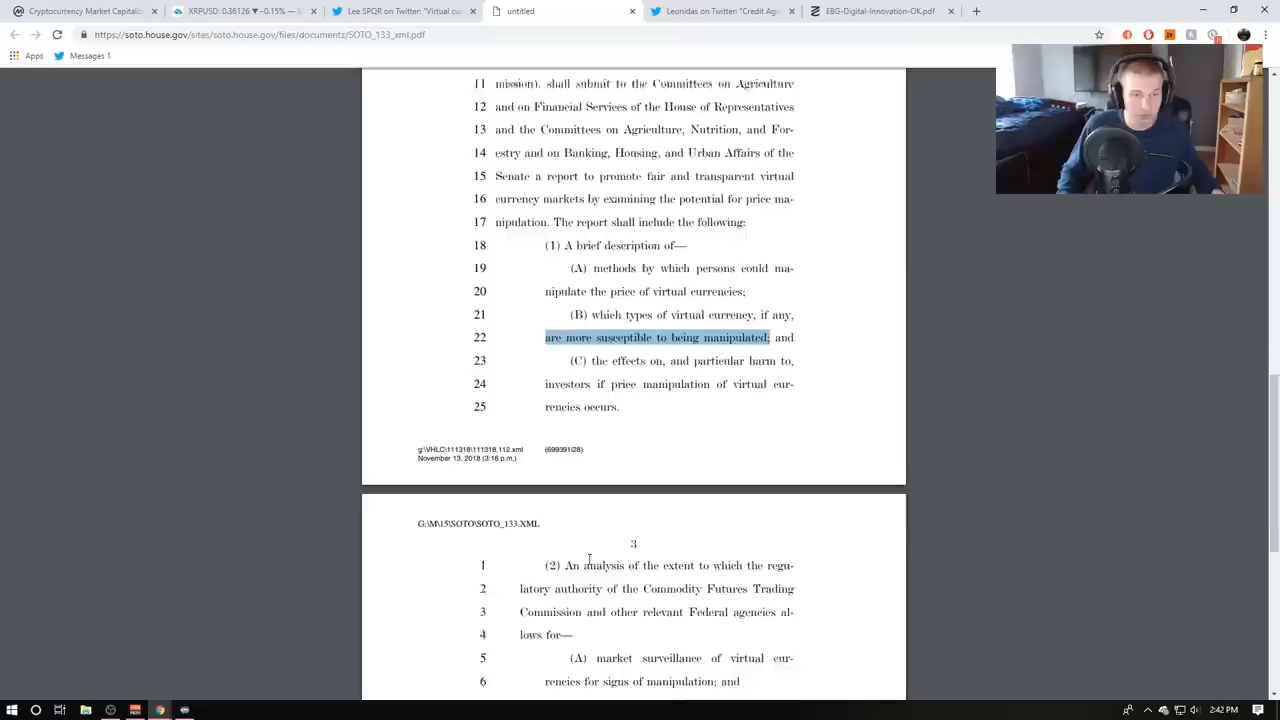 Cryptocurrency Market Capitaliz
XRPUSD: 0.36126 ▼−0.15%
Lee SPQR on Twitter: "Virtual cu
untitled
Leonidas on Twitter: "Credit Agri
EBG-Digital-Innovation-OK.pdf
https://soto.house.gov/sites/soto.house.gov/files/documents/SOTO_133_xml.pdf
Apps
Messages 1
11 mission), shall submit to the Committees on Agriculture
12 and on Financial Services of the House of Representatives
13 and the Committees on Agriculture, Nutrition, and For-
14 estry and on Banking, Housing, and Urban Affairs of the
15 Senate a report to promote fair and transparent virtual
16 currency markets by examining the potential for price ma-
17 nipulation. The report shall include the following:
18 (1) A brief description of—
19 (A) methods by which persons could ma-
20 nipulate the price of virtual currencies;
21 (B) which types of virtual currency, if any,
22 are more susceptible to being manipulated; and
23 (C) the effects on, and particular harm to,
24 investors if price manipulation of virtual cur-
25 rencies occurs.
g:\VHLC\111318\111318.112.xml (699391|28)
November 13, 2018 (3:16 p.m.)
G:\M\15\SOTO\SOTO_133.XML
3
1 (2) An analysis of the extent to which the regu-
2 latory authority of the Commodity Futures Trading
3 Commission and other relevant Federal agencies al-
4 lows for—
5 (A) market surveillance of virtual cur-
6 rencies for signs of manipulation; and
2:42 PM